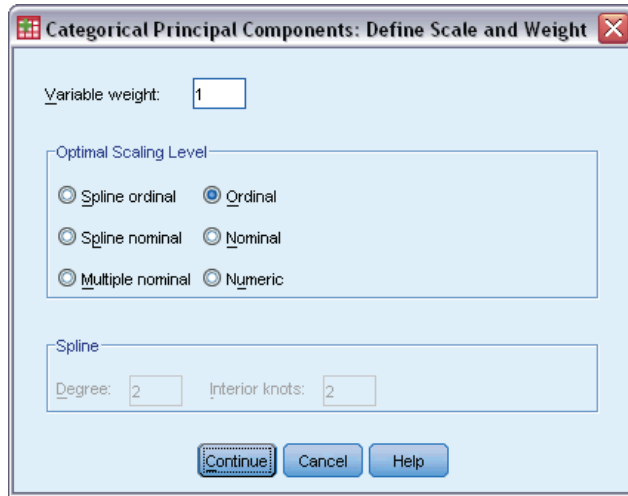 Categorical Principal Components: Define Scale and Weight
Variable weight: 1
Optimal Scaling Level
Spline ordinal Ordinal
Spline nominal Nominal
Multiple nominal Numeric
Spline
Degree: 2 Interior knots: 2
Continue Cancel Help